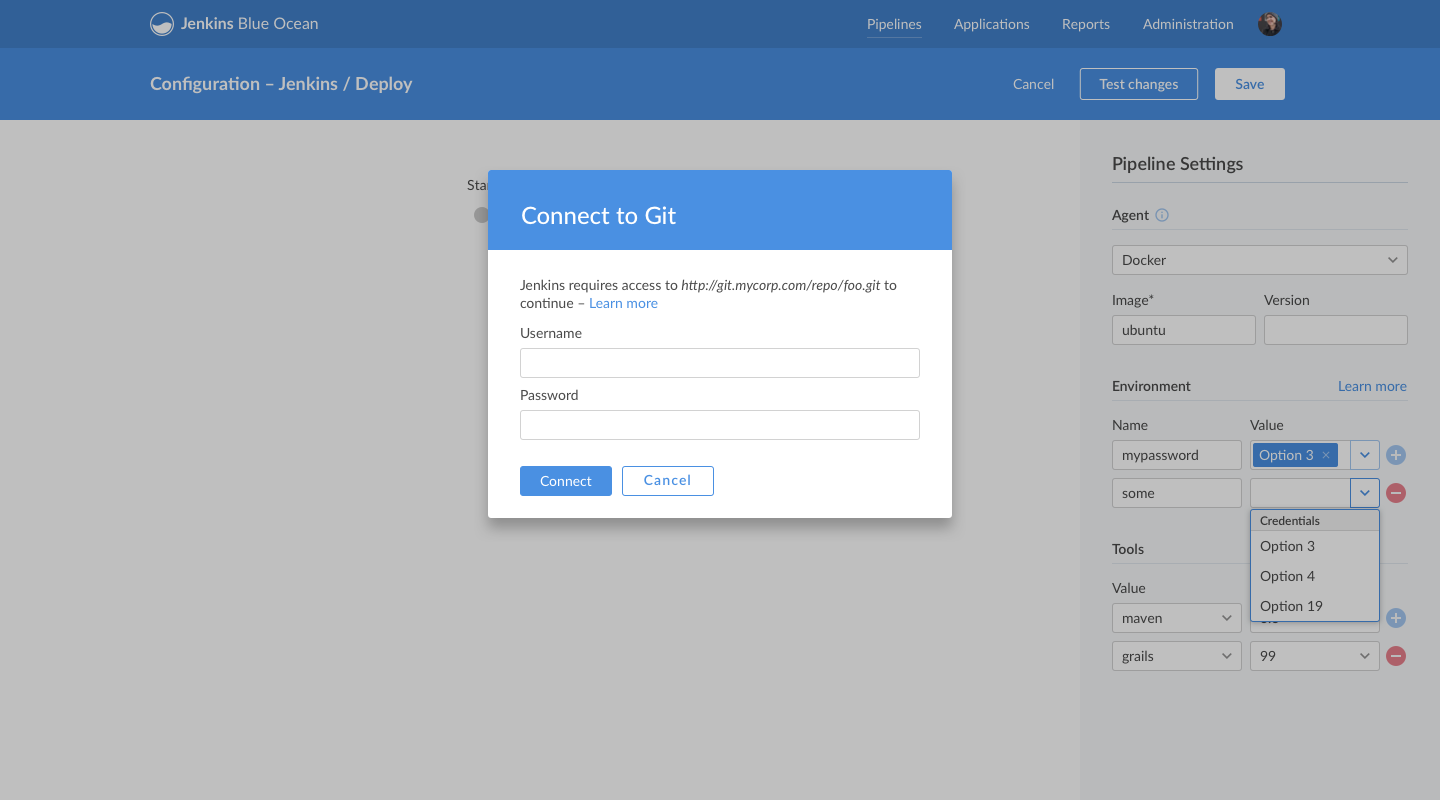 Jenkins Blue Ocean
Pipelines
Applications
Reports
Administration
Configuration – Jenkins / Deploy
Cancel
Test changes
Save
Connect to Git
Jenkins requires access to http://git.mycorp.com/repo/foo.git to
continue – Learn more
Username
Password
Connect
Cancel
Pipeline Settings
Agent
Docker
Image* Version
ubuntu
Environment Learn more
Name Value
mypassword Option 3
some
Credentials
Option 3
Option 4
Option 19
Tools
Value
maven
grails 99